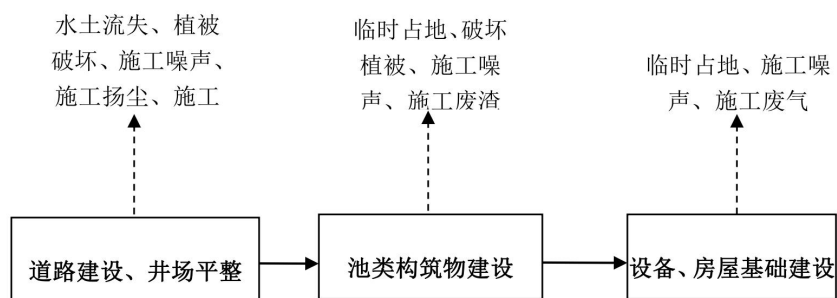 水土流失、植被
破坏、施工噪声、
施工扬尘、施工
临时占地、破坏
植被、施工噪
声、施工废渣
临时占地、施工噪
声、施工废气
道路建设、井场平整
池类构筑物建设
设备、房屋基础建设